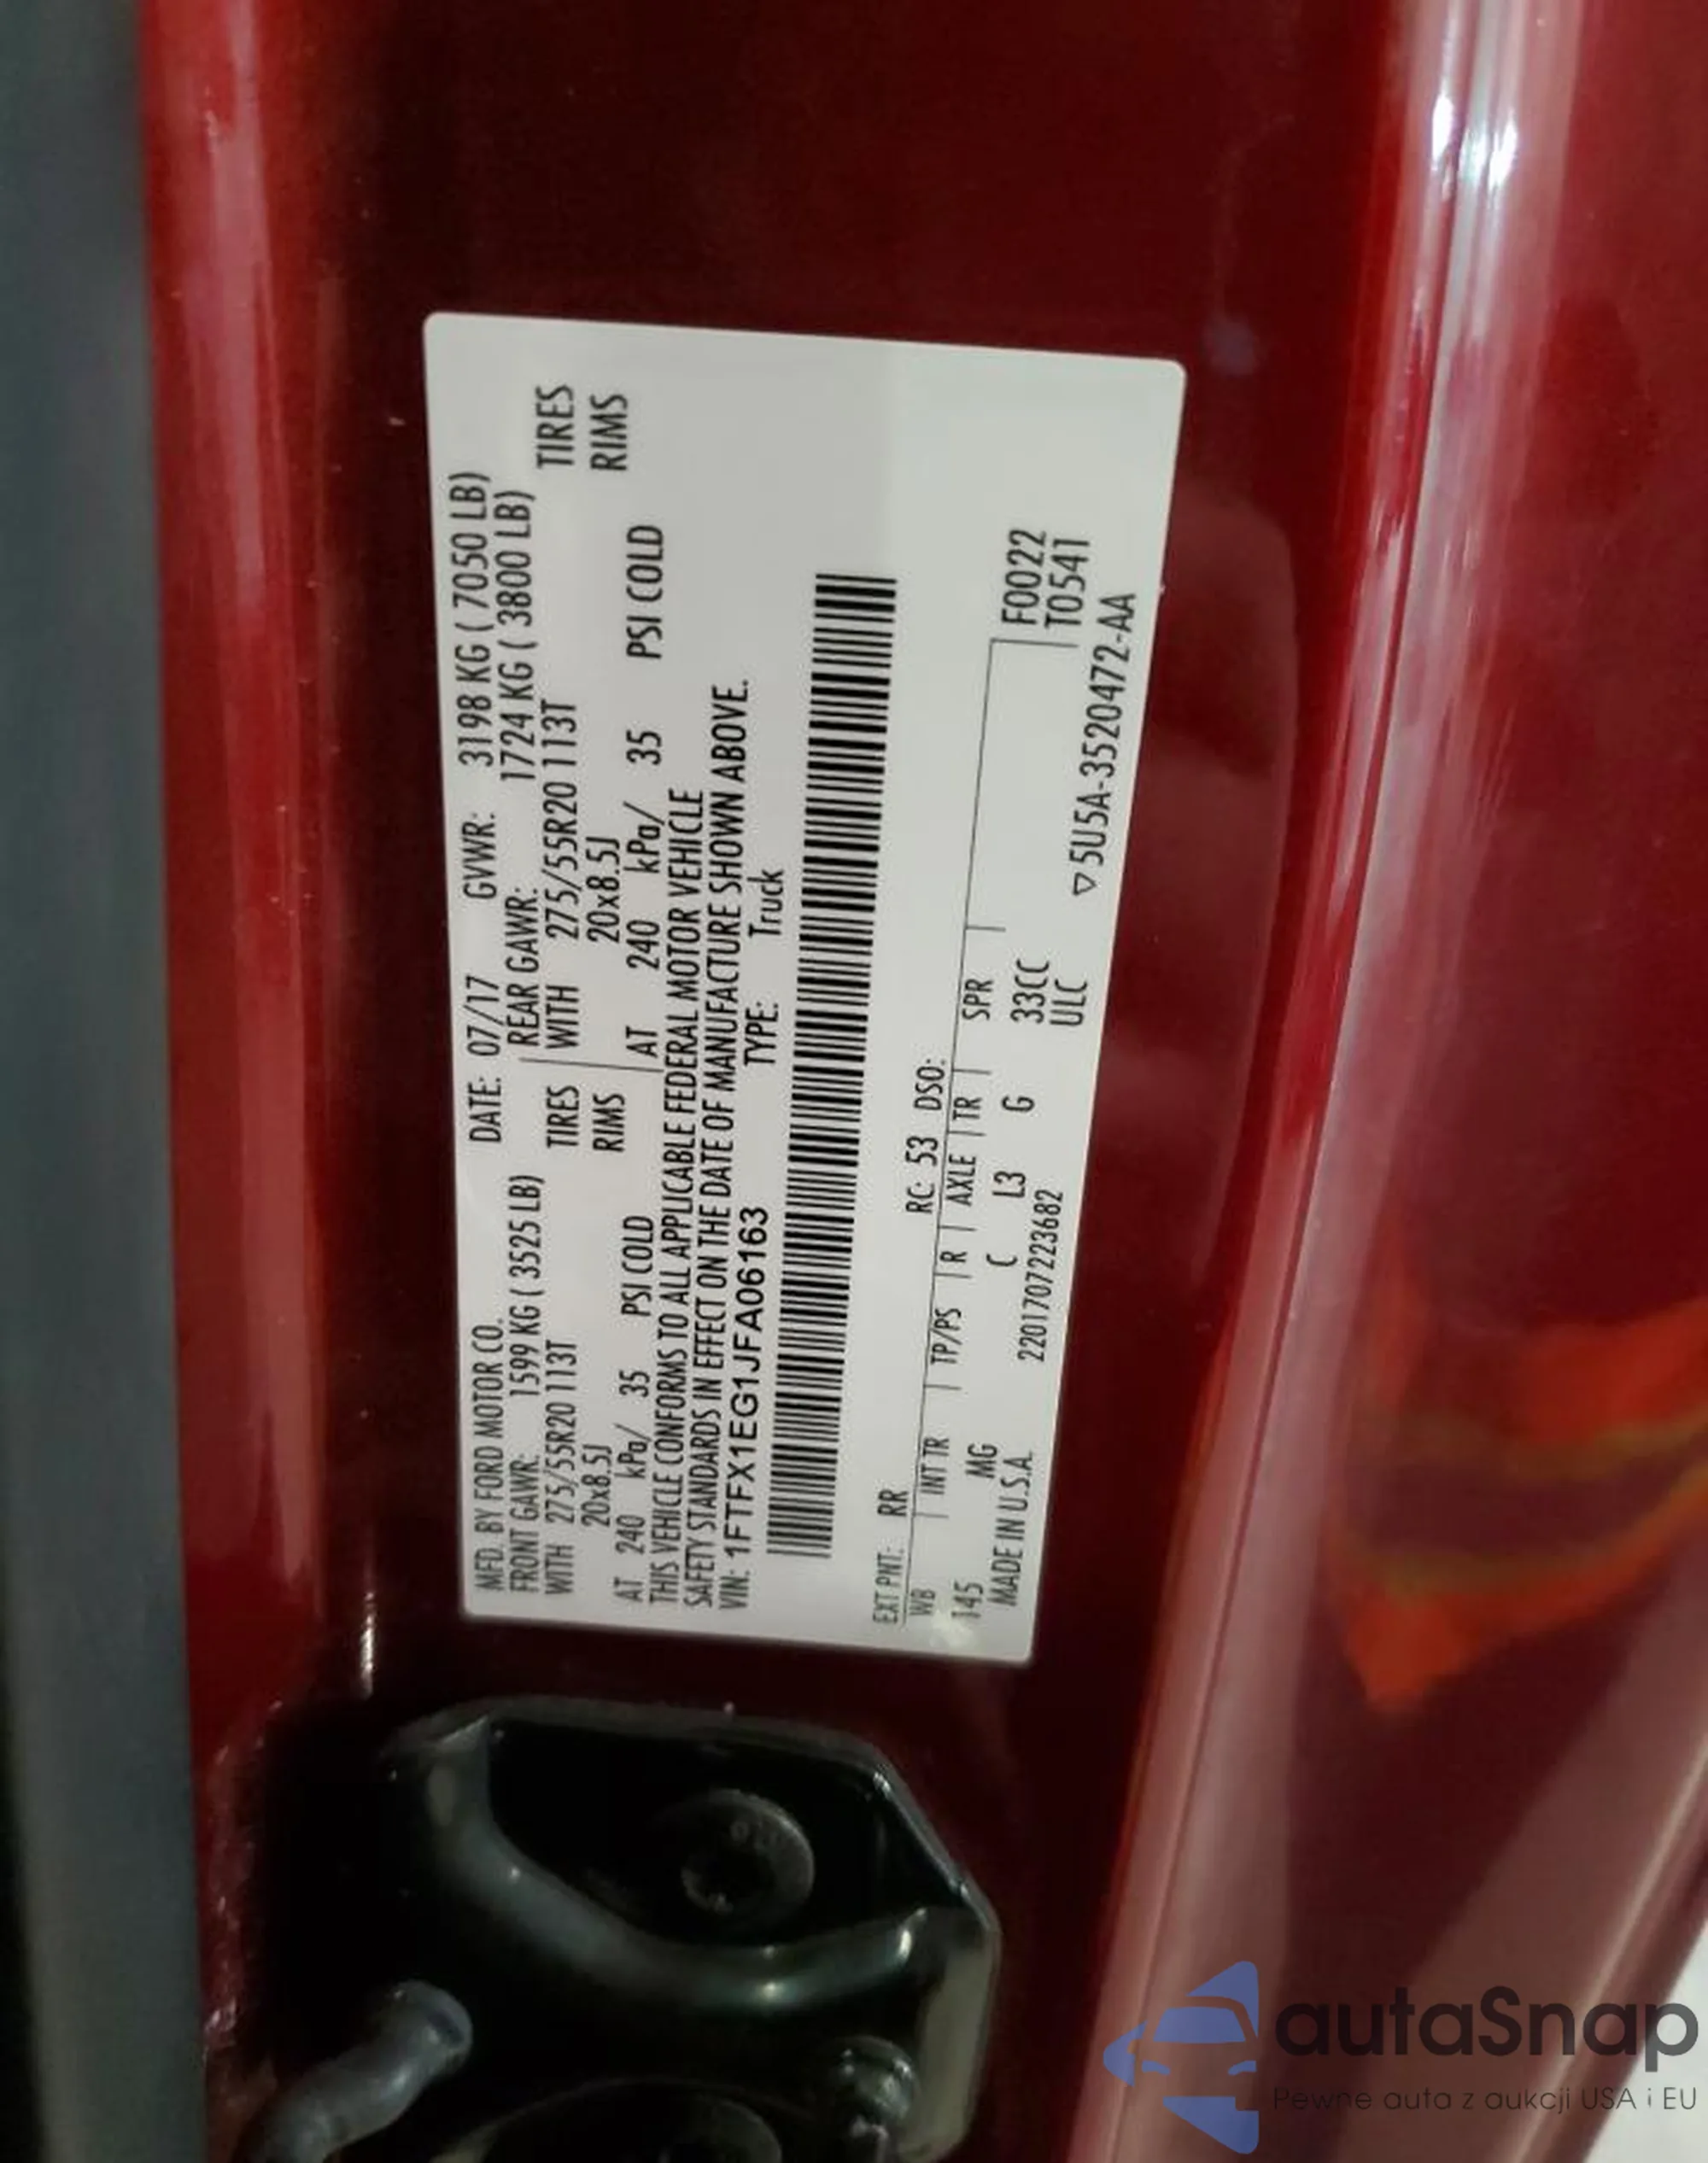 MFD. BY FORD MOTOR CO. DATE: 07/17 GVWR: 3198 KG ( 7050 LB)
FRONT GAWR: 1599 KG ( 3525 LB) REAR GAWR: 1724 KG ( 3800 LB)
WITH 275/55R20 113T TIRES WITH 275/55R20 113T TIRES
20x8.5J RIMS 20x8.5J RIMS
AT 240 kPa/ 35 PSI COLD AT 240 kPa/ 35 PSI COLD
THIS VEHICLE CONFORMS TO ALL APPLICABLE FEDERAL MOTOR VEHICLE
SAFETY STANDARDS IN EFFECT ON THE DATE OF MANUFACTURE SHOWN ABOVE.
VIN: 1FTFX1EG1JFA06163 TYPE: Truck
EXT PNT: RR RC: 53 DSO:
WB INT TR TP/PS R AXLE TR SPR F0022
145 MG C L3 G 33CC T0541
MADE IN U.S.A. 2201707223682 ULC
▽5U5A-3520472-AA
autaSnap
Pewne auta z aukcji USA i EU